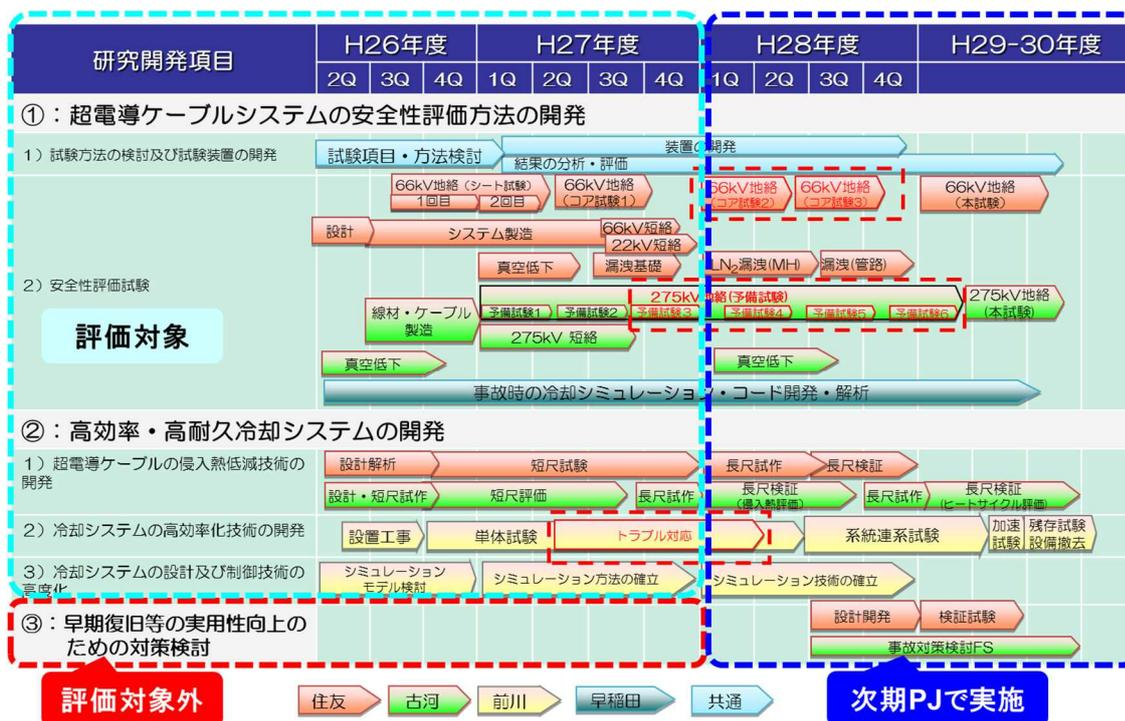 研究開発項目
H26年度 H27年度 H28年度 H29-30年度
2Q 3Q 4Q 1Q 2Q 3Q 4Q 1Q 2Q 3Q 4Q
①：超電導ケーブルシステムの安全性評価方法の開発
1）試験方法の検討及び試験装置の開発
試験項目・方法検討
装置の開発
結果の分析・評価
2）安全性評価試験
66kV地絡（シート試験）
1回目 2回目
66kV地絡
（コア試験1）
66kV地絡
（コア試験2）
66kV地絡
（コア試験3）
66kV地絡
（本試験）
設計
システム製造
66kV短絡
22kV短絡
真空低下
漏洩基礎
LN₂漏洩(MH)
漏洩(管路)
線材・ケーブル
製造
275kV地絡(予備試験)
予備試験1 予備試験2 予備試験3 予備試験4 予備試験5 予備試験6
275kV地絡
（本試験）
275kV 短絡
真空低下
真空低下
事故時の冷却シミュレーション・コード開発・解析
評価対象
②：高効率・高耐久冷却システムの開発
1）超電導ケーブルの侵入熱低減技術の
開発
設計解析
短尺試験
長尺試作
長尺検証
設計・短尺試作
短尺評価
長尺試作
長尺検証
（侵入熱評価）
長尺試作
長尺検証
（ヒートサイクル評価）
2）冷却システムの高効率化技術の開発
設置工事
単体試験
トラブル対応
系統連系試験
加速
試験
残存試験
設備撤去
3）冷却システムの設計及び制御技術の
高度化
シミュレーション
モデル検討
シミュレーション方法の確立
シミュレーション技術の確立
③：早期復旧等の実用性向上の
ための対策検討
設計開発
検証試験
事故対策検討FS
評価対象外
住友
古河
前川
早稲田
共通
次期PJで実施